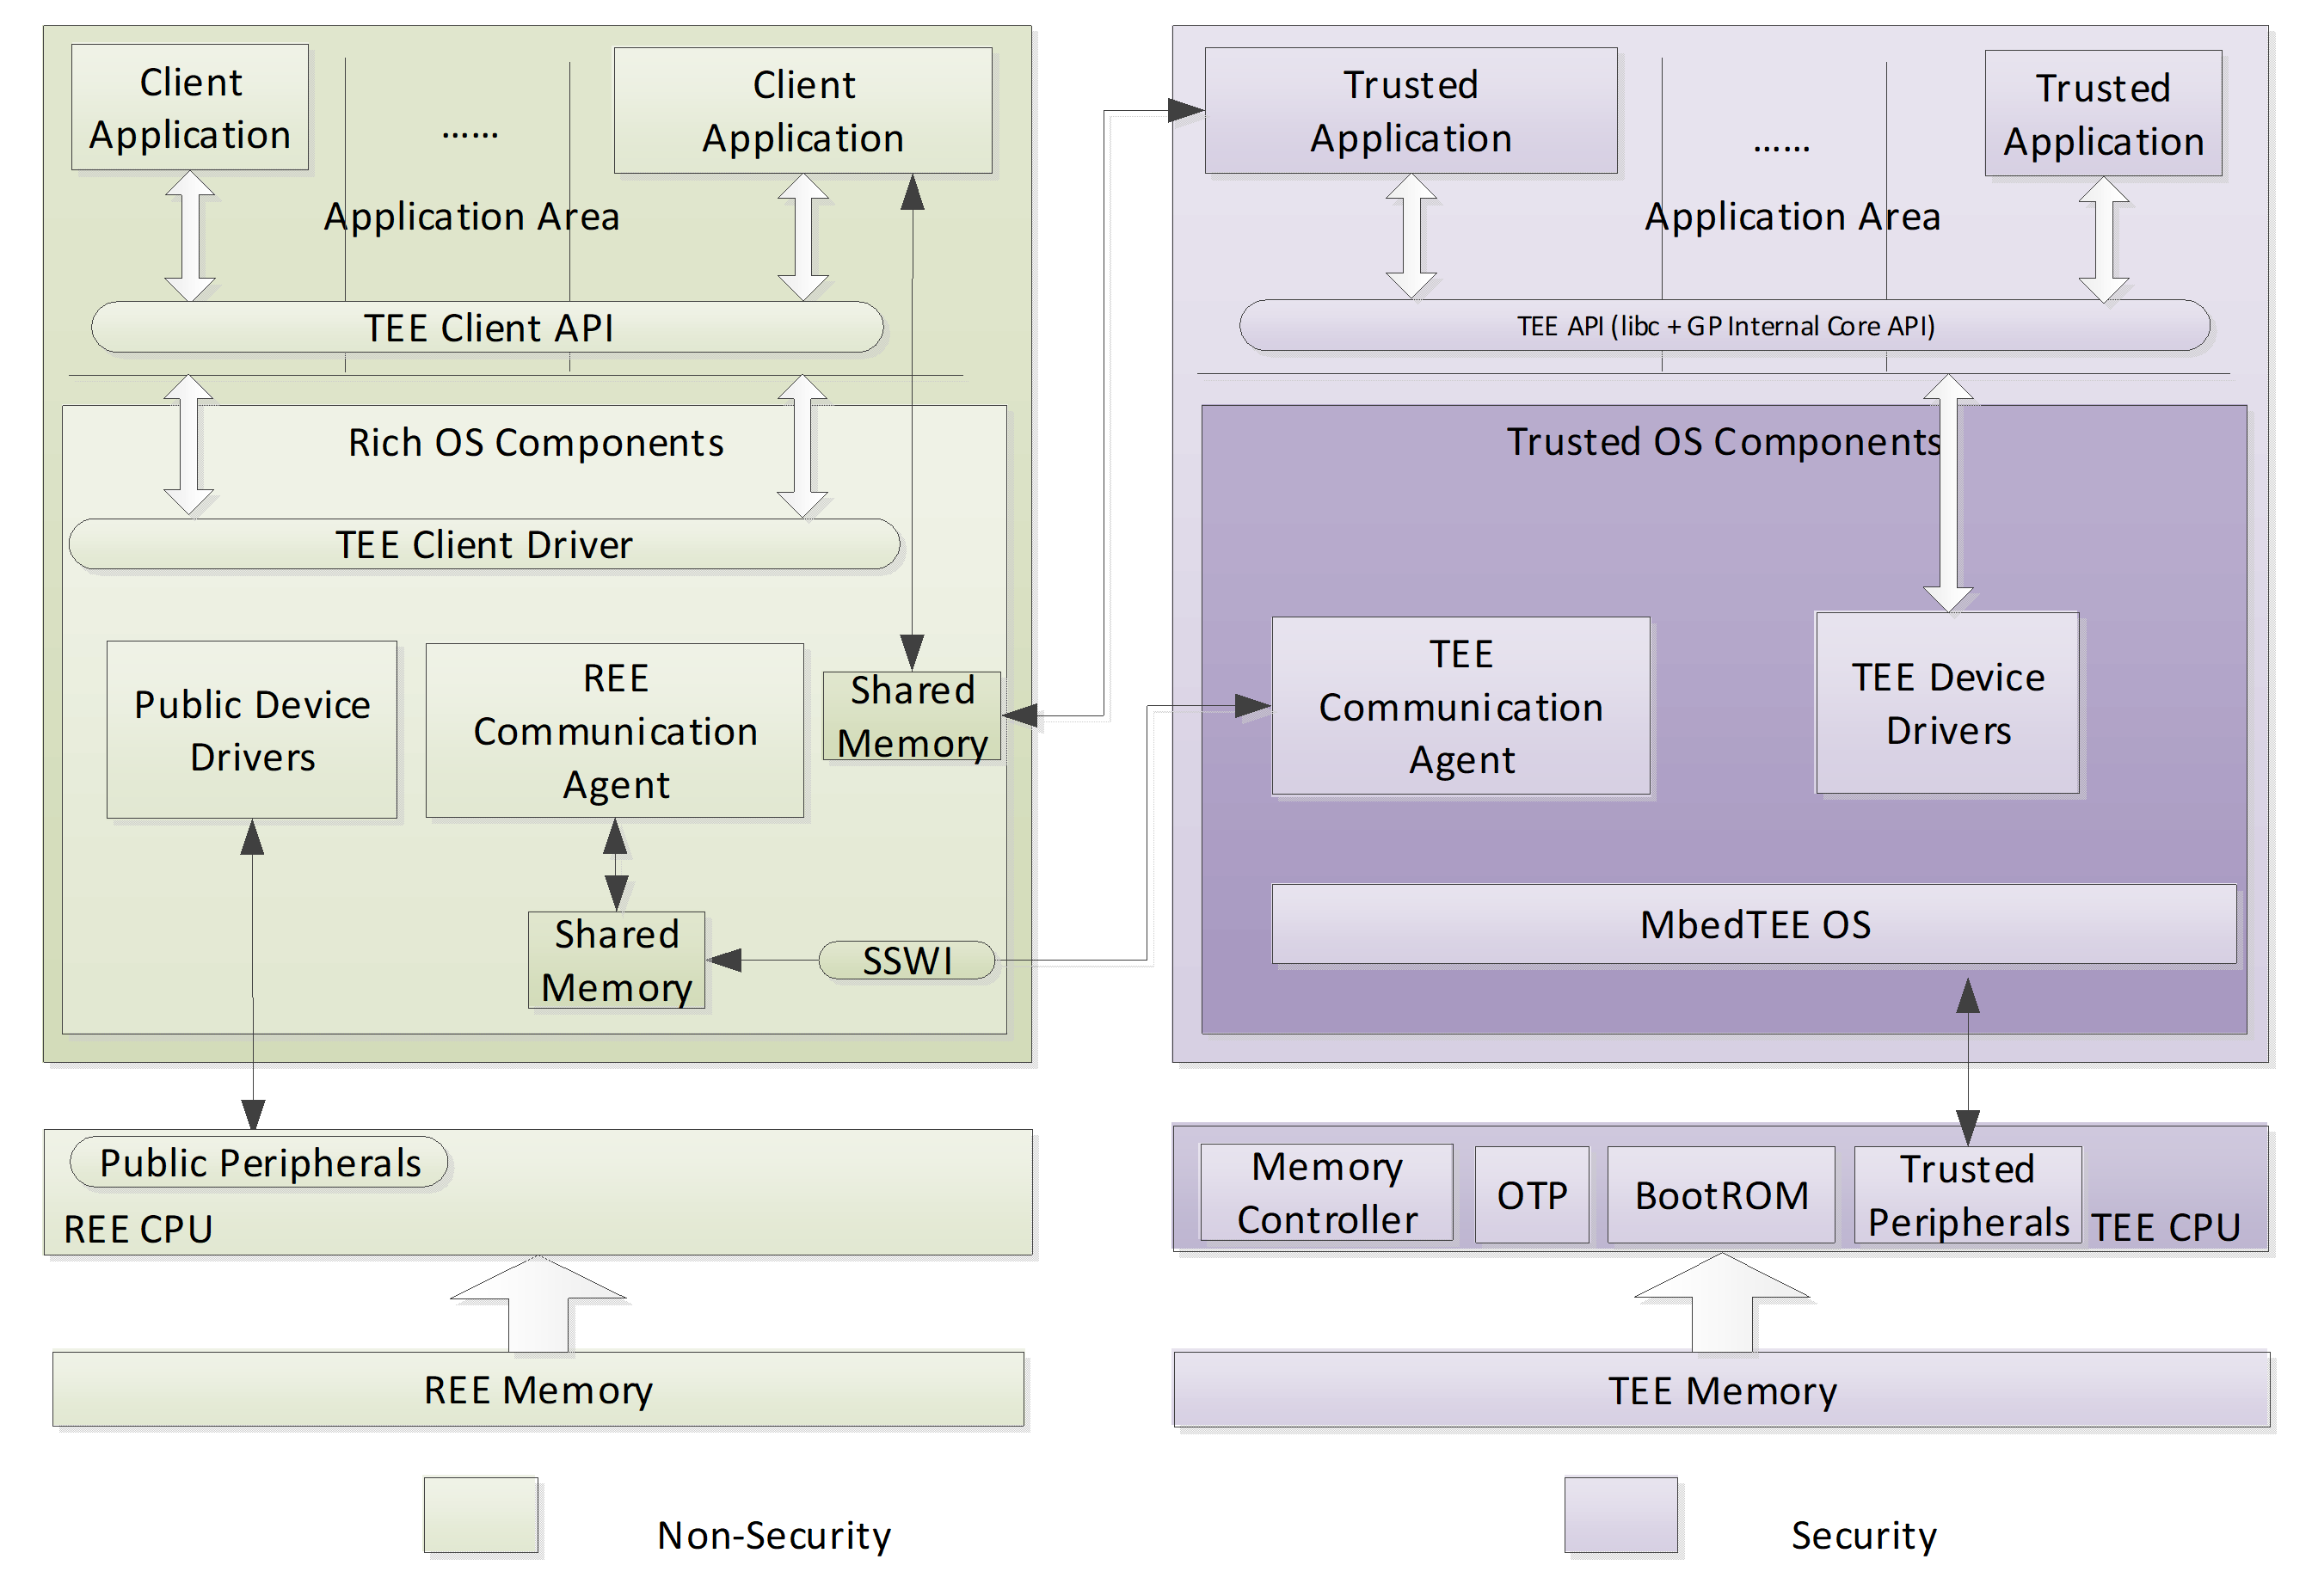 Client
Application
......
Client
Application
Application Area
TEE Client API
Rich OS Components
TEE Client Driver
Public Device
Drivers
REE
Communication
Agent
Shared
Memory
Shared
Memory
SSWI
Public Peripherals
REE CPU
REE Memory
Non-Security
Trusted
Application
......
Trusted
Application
Application Area
TEE API (libc + GP Internal Core API)
Trusted OS Components
TEE
Communication
Agent
TEE Device
Drivers
MbedTEE OS
Memory
Controller
OTP
BootROM
Trusted
Peripherals
TEE CPU
TEE Memory
Security